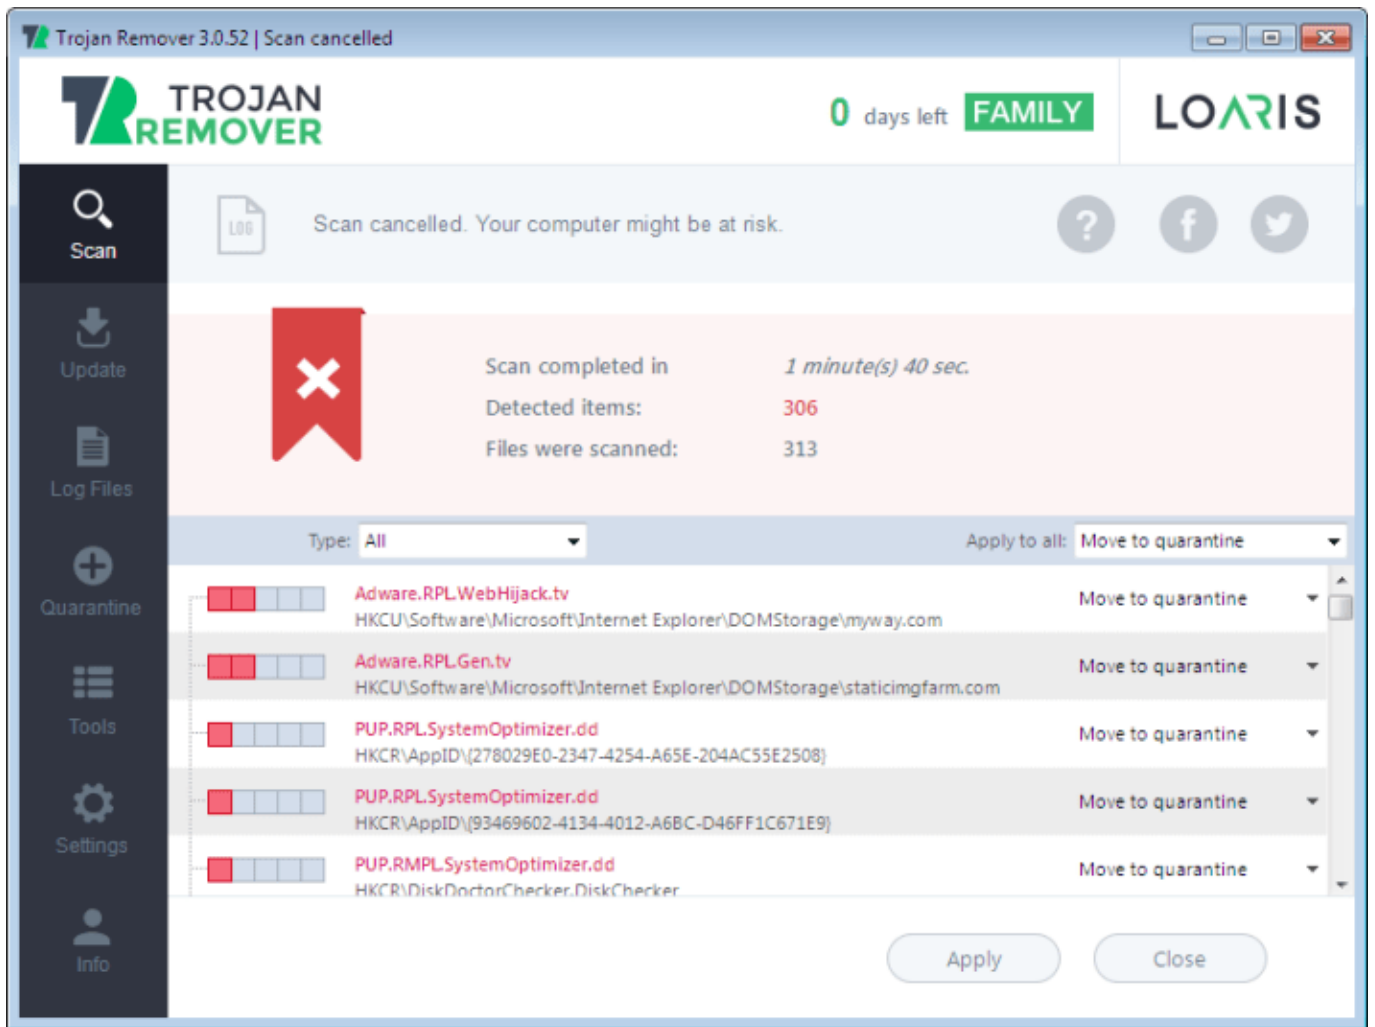 Trojan Remover 3.0.52 | Scan cancelled
TROJAN
REMOVER
0 days left FAMILY
LOARIS
Scan
LOG
Scan cancelled. Your computer might be at risk.
?
Update
Scan completed in 1 minute(s) 40 sec.
Detected items: 306
Files were scanned: 313
Log Files
Type: All
Apply to all: Move to quarantine
Quarantine
Adware.RPL.WebHijack.tv
HKCU\Software\Microsoft\Internet Explorer\DOMStorage\myway.com
Move to quarantine
Adware.RPL.Gen.tv
HKCU\Software\Microsoft\Internet Explorer\DOMStorage\staticimgfarm.com
Move to quarantine
Tools
PUP.RPL.SystemOptimizer.dd
HKCR\AppID\{278029E0-2347-4254-A65E-204AC55E2508}
Move to quarantine
PUP.RPL.SystemOptimizer.dd
HKCR\AppID\{93469602-4134-4012-A6BC-D46FF1C671E9}
Move to quarantine
Settings
PUP.RMPL.SystemOptimizer.dd
HKCR\DiskDoctorChecker.DiskChecker
Move to quarantine
Info
Apply
Close